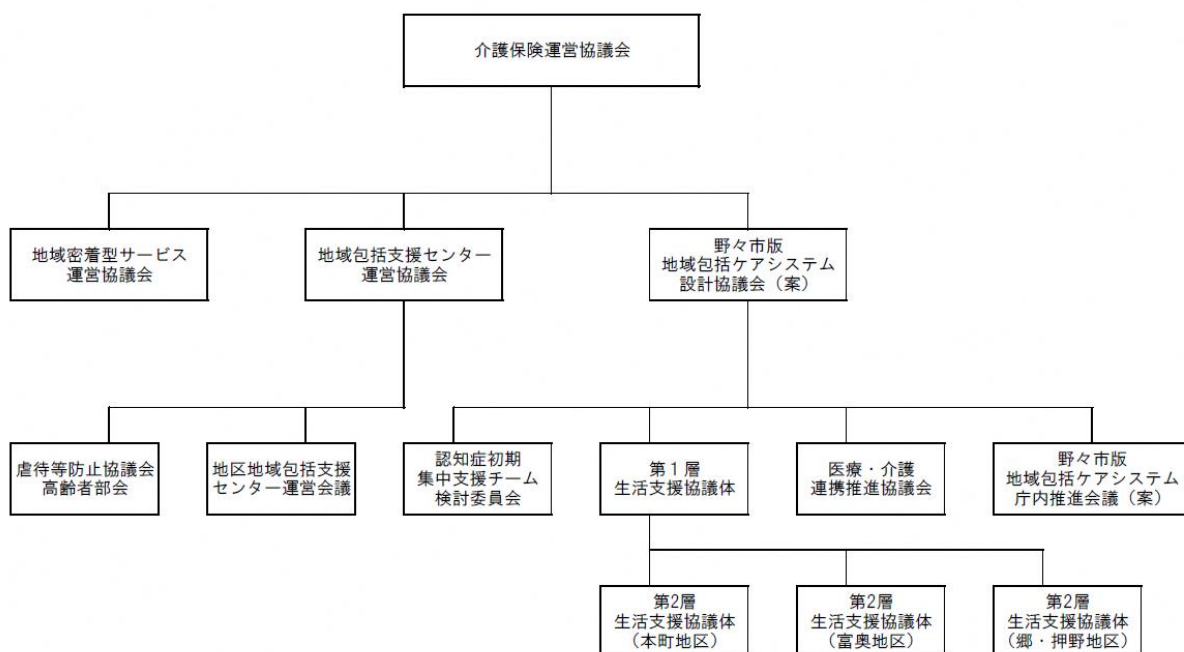 介護保険運営協議会
地域密着型サービス
運営協議会
地域包括支援センター
運営協議会
野々市版
地域包括ケアシステム
設計協議会（案）
虐待等防止協議会
高齢者部会
地区地域包括支援
センター運営会議
認知症初期
集中支援チーム
検討委員会
第１層
生活支援協議体
医療・介護
連携推進協議会
野々市版
地域包括ケアシステム
庁内推進会議（案）
第2層
生活支援協議体
（本町地区）
第2層
生活支援協議体
（富奥地区）
第2層
生活支援協議体
（郷・押野地区）